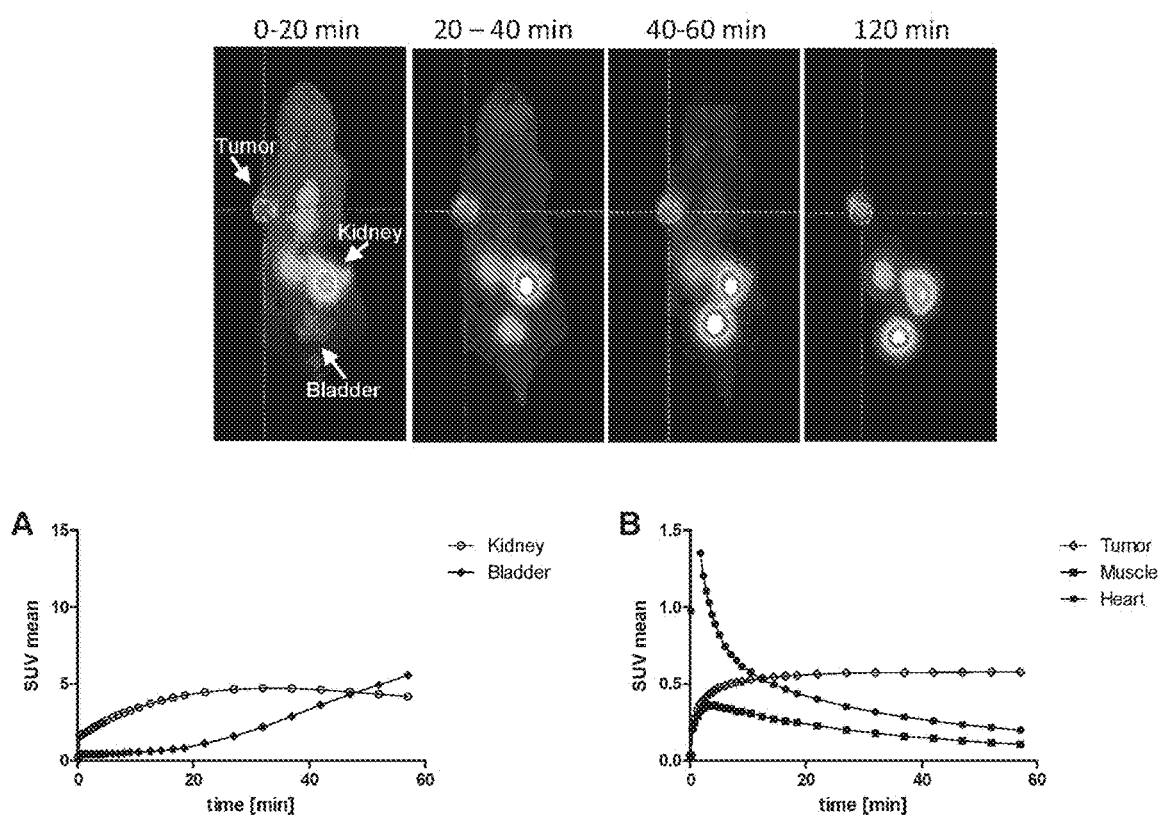 0-20 min 20 – 40 min 40-60 min 120 min
Tumor
Kidney
Bladder
A
15
10
5
0
SUV mean
0 20 40 60
time [min]
Kidney
Bladder
B
1.5
1.0
0.5
0.0
SUV mean
0 20 40 60
time [min]
Tumor
Muscle
Heart